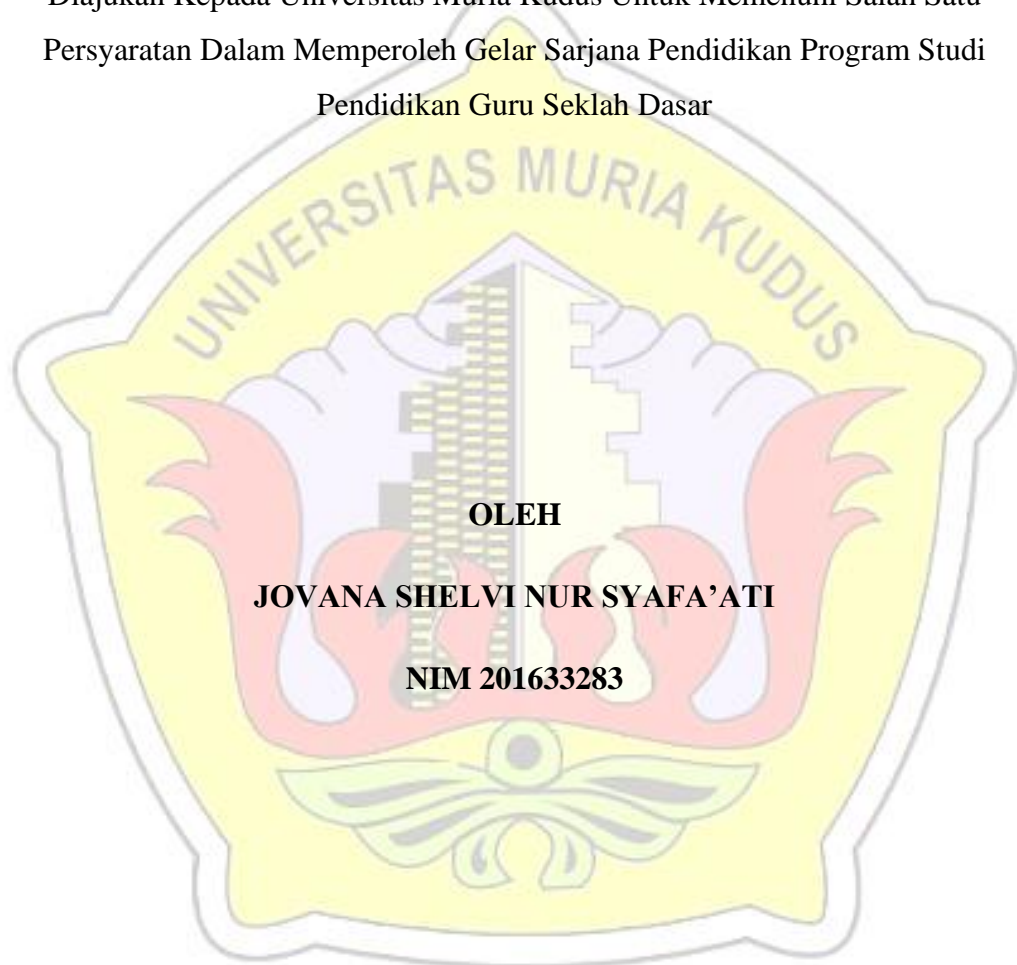 Diajukan Kepada Universitas Muria Kudus Untuk Memenuhi Salah Satu
Persyaratan Dalam Memperoleh Gelar Sarjana Pendidikan Program Studi
Pendidikan Guru Seklah Dasar
UNIVERSITAS MURIA KUDUS
OLEH
JOVANA SHELVI NUR SYAFA’ATI
NIM 201633283